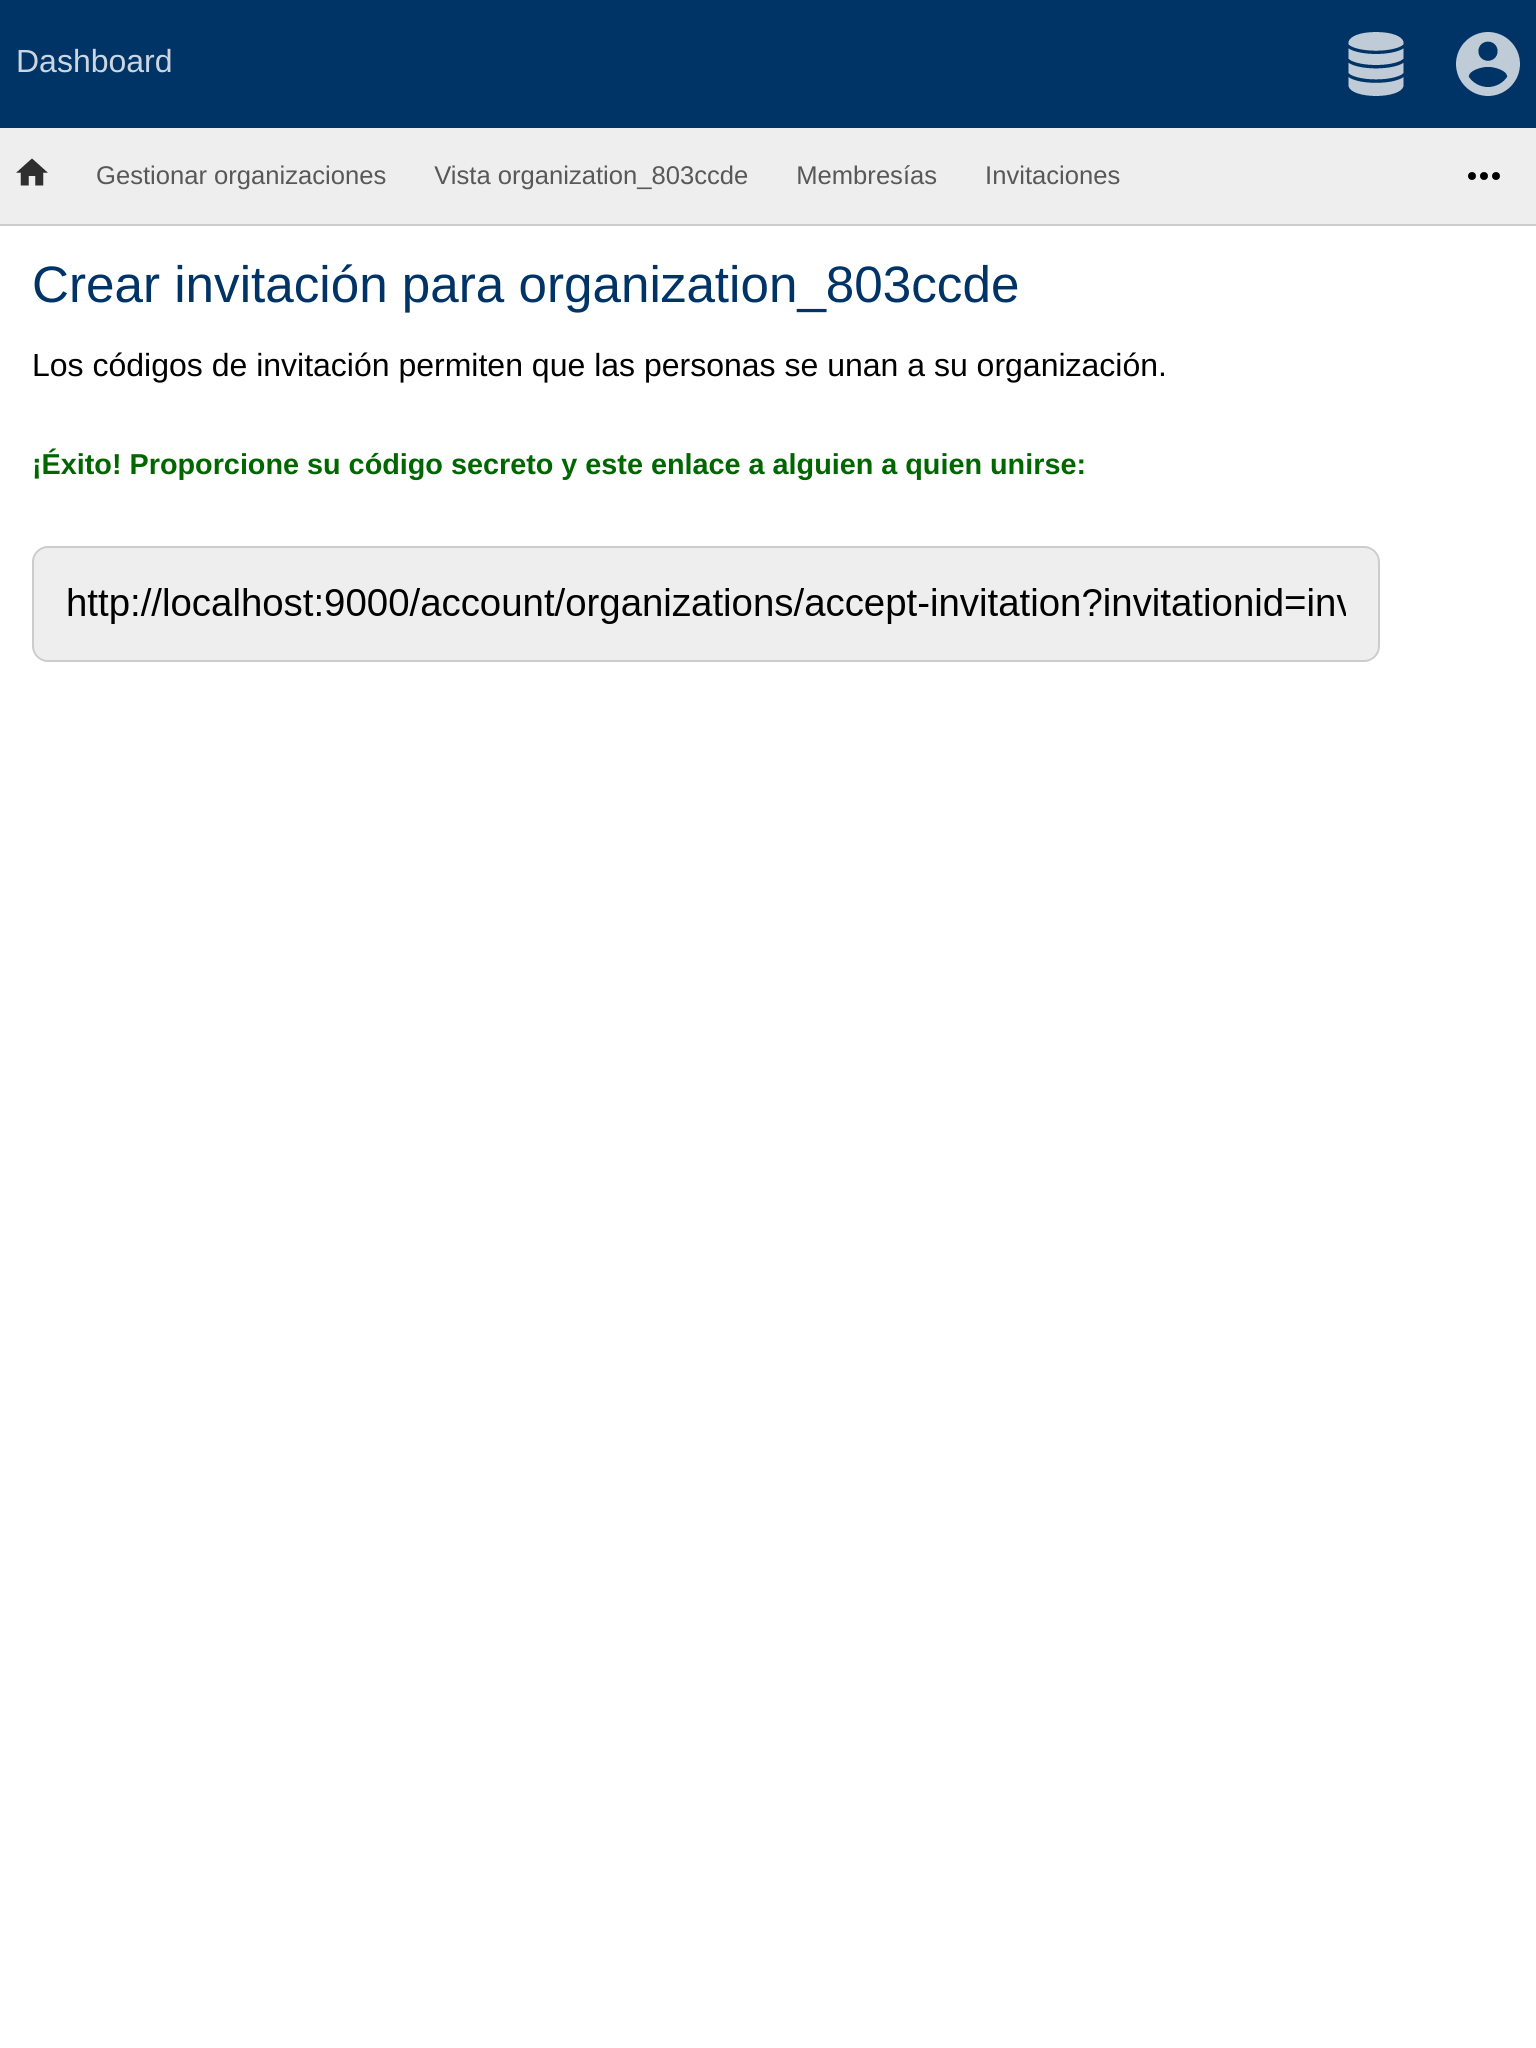 Dashboard
Gestionar organizaciones Vista organization_803ccde Membresías Invitaciones
Crear invitación para organization_803ccde
Los códigos de invitación permiten que las personas se unan a su organización.
¡Éxito! Proporcione su código secreto y este enlace a alguien a quien unirse:
http://localhost:9000/account/organizations/accept-invitation?invitationid=inv